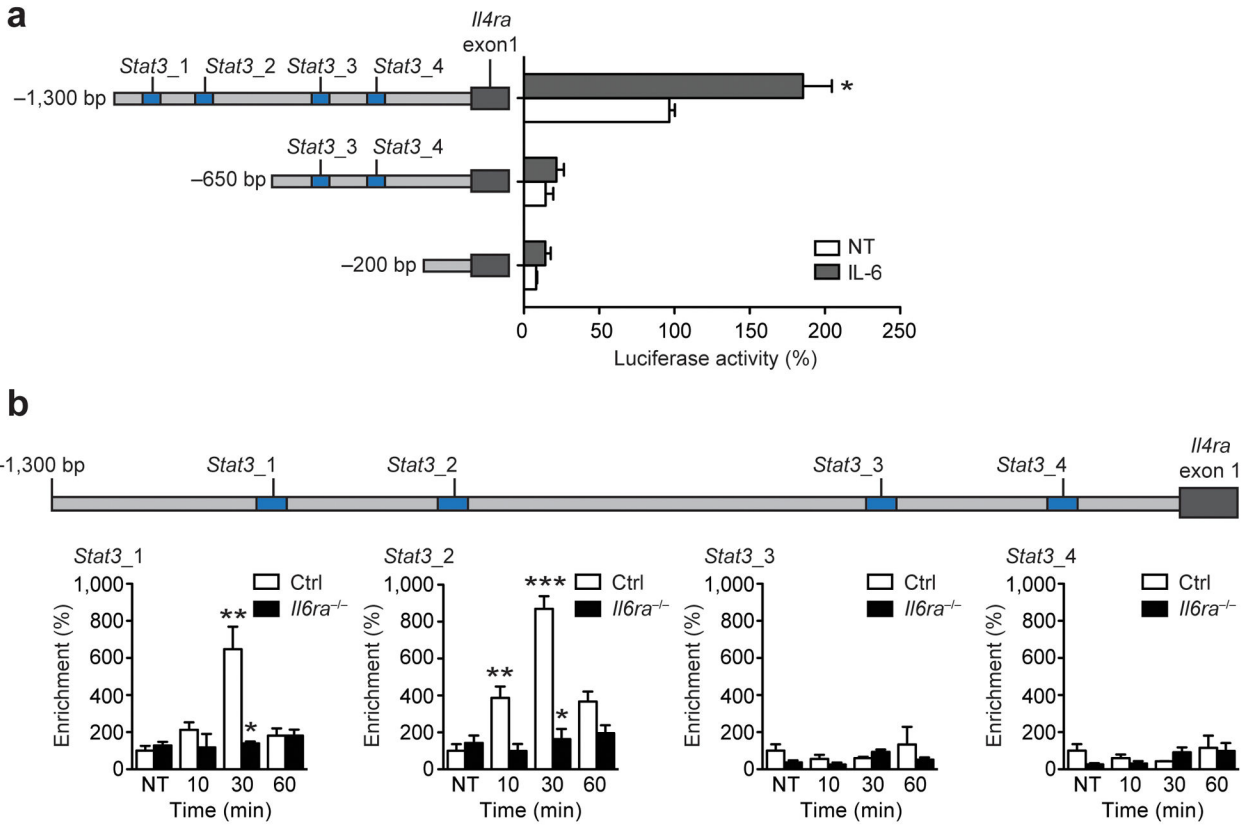 a
Il4ra
exon1
Stat3_1 Stat3_2 Stat3_3 Stat3_4
–1,300 bp
*
Stat3_3 Stat3_4
–650 bp
–200 bp
NT
IL-6
0 50 100 150 200 250
Luciferase activity (%)
b
-1,300 bp Stat3_1 Stat3_2 Stat3_3 Stat3_4 Il4ra
exon 1
Stat3_1
1,000
800
600
400
200
0
Enrichment (%)
Ctrl
Il6ra–/–
**
*
NT 10 30 60
Time (min)
Stat3_2
1,000
800
600
400
200
0
Enrichment (%)
Ctrl
Il6ra–/–
**
***
*
NT 10 30 60
Time (min)
Stat3_3
1,000
800
600
400
200
0
Enrichment (%)
Ctrl
Il6ra–/–
NT 10 30 60
Time (min)
Stat3_4
1,000
800
600
400
200
0
Enrichment (%)
Ctrl
Il6ra–/–
NT 10 30 60
Time (min)